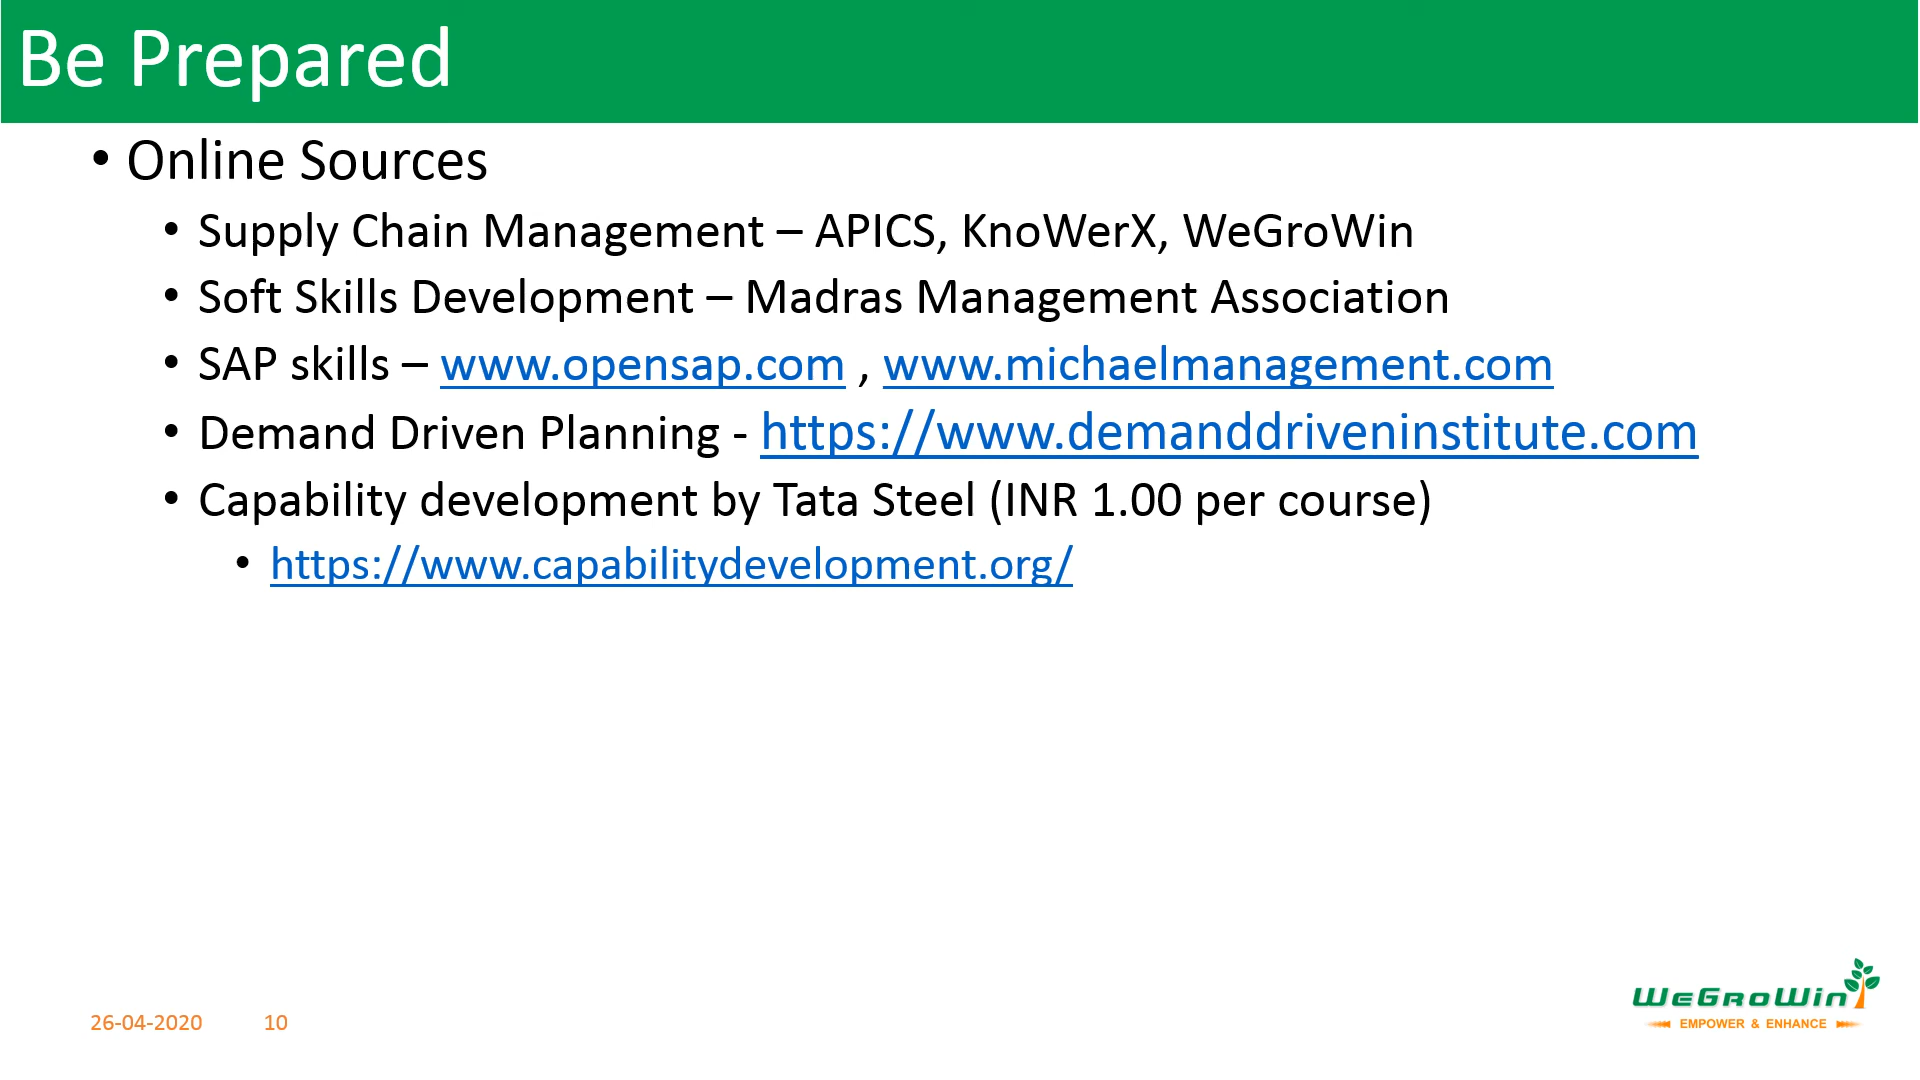 Be Prepared
• Online Sources
• Supply Chain Management – APICS, KnoWerX, WeGroWin
• Soft Skills Development – Madras Management Association
• SAP skills – www.opensap.com , www.michaelmanagement.com
• Demand Driven Planning - https://www.demanddriveninstitute.com
• Capability development by Tata Steel (INR 1.00 per course)
• https://www.capabilitydevelopment.org/
26-04-2020 10
WeGroWin
EMPOWER & ENHANCE